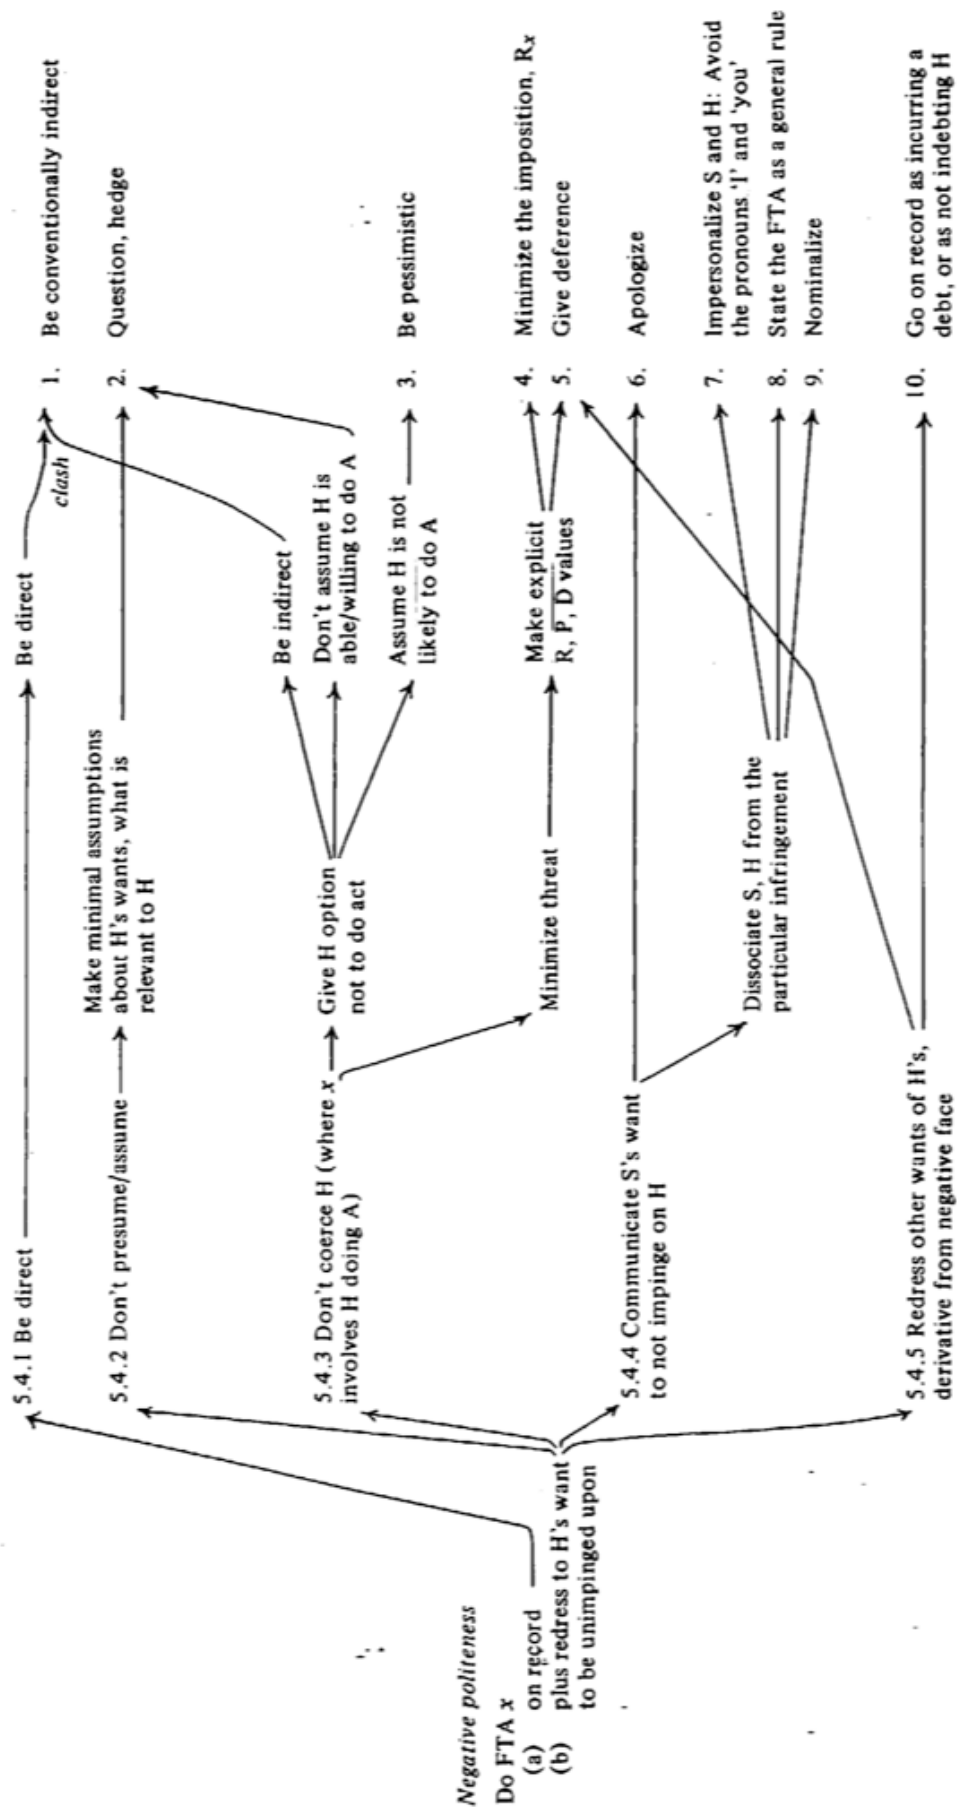 Negative politeness
Do FTA x
(a) on record
(b) plus redress to H's want
to be unimpinged upon
5.4.1 Be direct
5.4.2 Don't presume/assume
5.4.3 Don't coerce H (where x
involves H doing A)
5.4.4 Communicate S's want
to not impinge on H
5.4.5 Redress other wants of H's,
derivative from negative face
Make minimal assumptions
about H's wants, what is
relevant to H
Give H option
not to do act
Minimize threat
Dissociate S, H from the
particular infringement
Be direct
Be indirect
Don't assume H is
able/willing to do A
Assume H is not
likely to do A
Make explicit
R, P, D values
clash
1. Be conventionally indirect
2. Question, hedge
3. Be pessimistic
4. Minimize the imposition, Rx
5. Give deference
6. Apologize
7. Impersonalize S and H: Avoid
the pronouns 'I' and 'you'
8. State the FTA as a general rule
9. Nominalize
10. Go on record as incurring a
debt, or as not indebting H